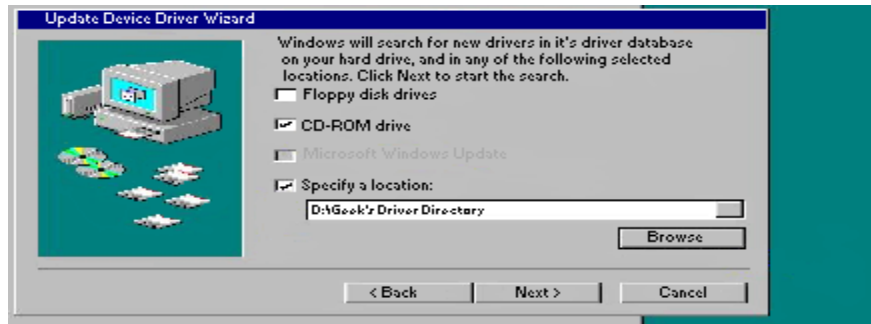 Update Device Driver Wizard
Windows will search for new drivers in it's driver database
on your hard drive, and in any of the following selected
locations. Click Next to start the search.
Floppy disk drives
CD-ROM drive
Microsoft Windows Update
Specify a location:
D:\Geek's Driver Directory
Browse
< Back Next > Cancel